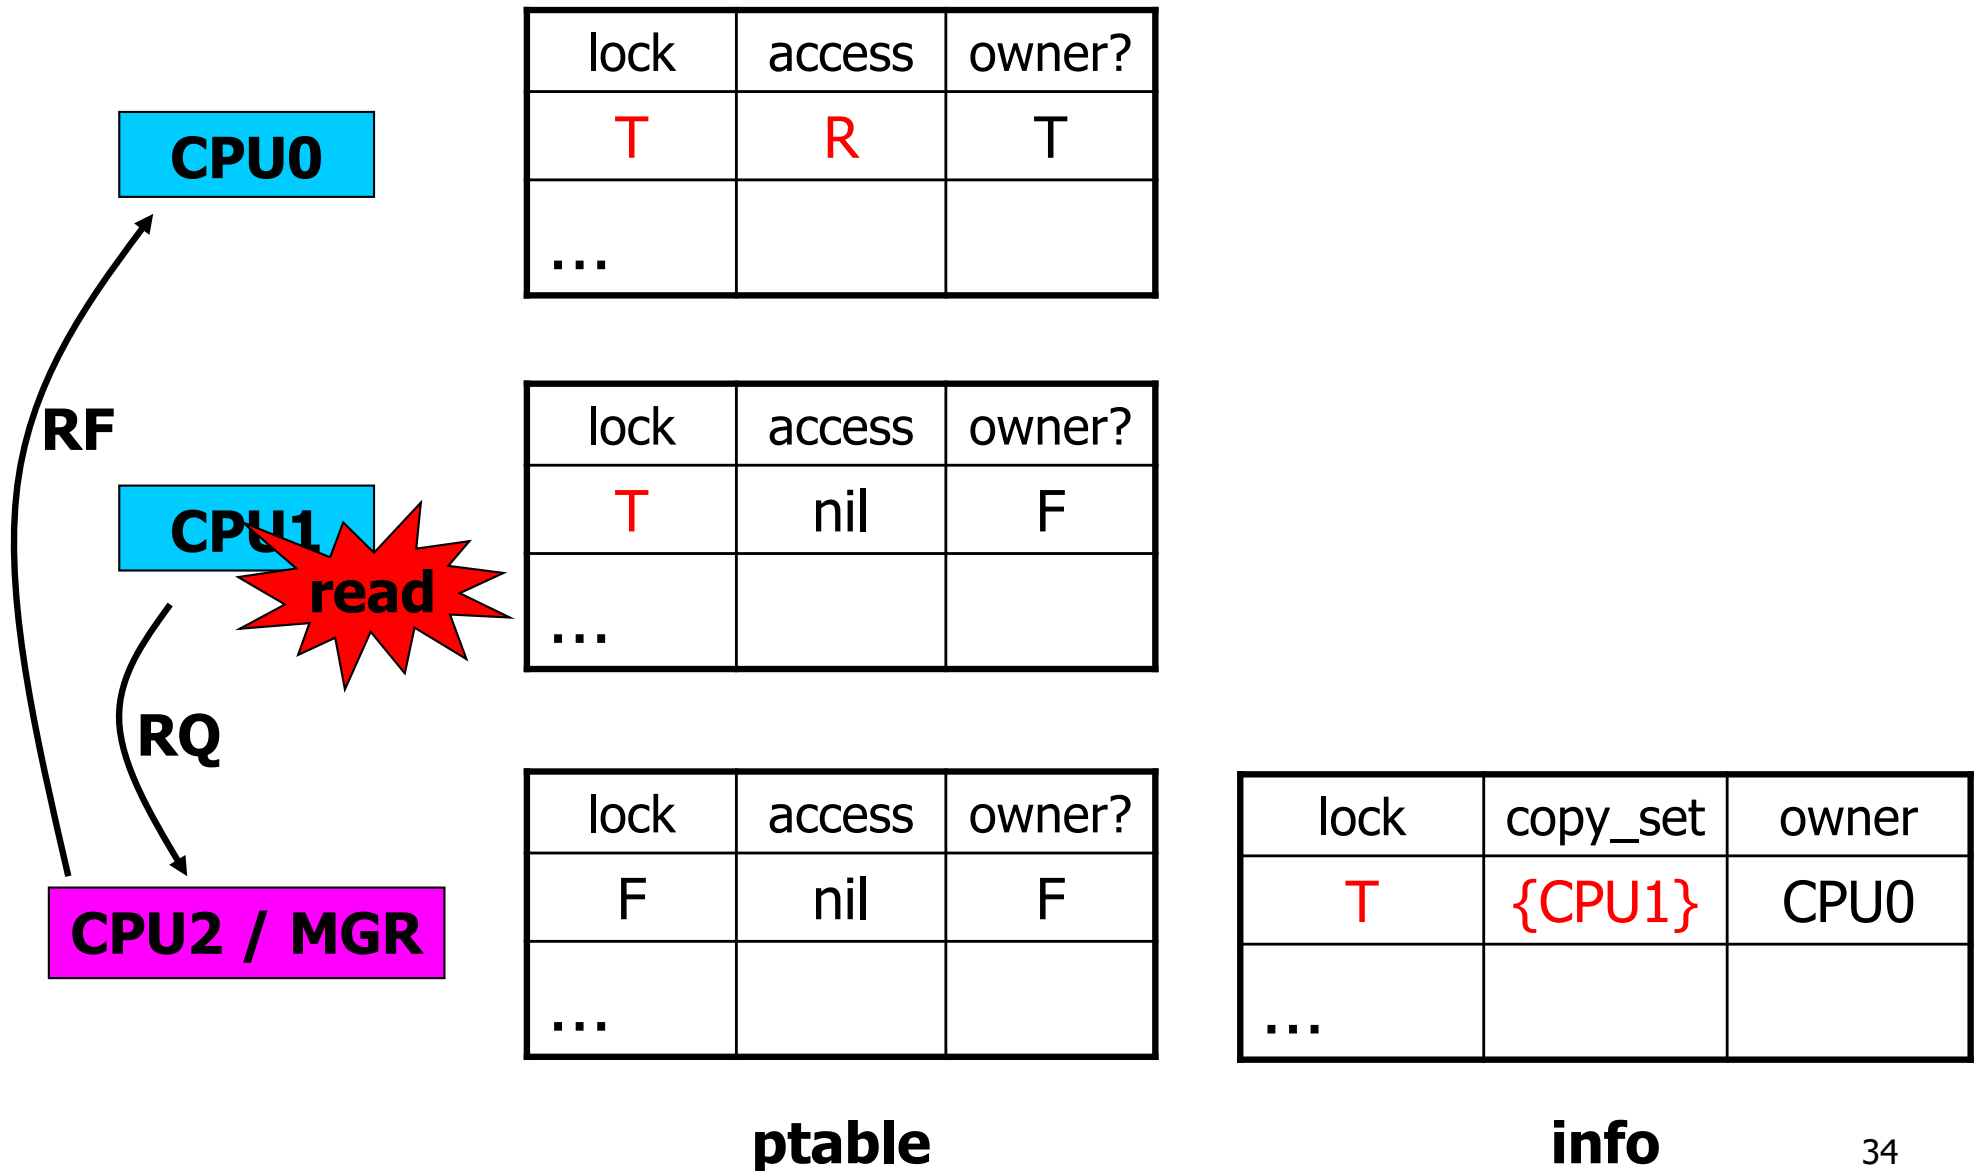 lock access owner?
CPU0
T R T
...
lock access owner?
RF
CPU1
T nil F
read
...
RQ
lock access owner?
lock copy_set owner
F nil F
T {CPU1} CPU0
CPU2 / MGR
...
...
ptable
info
34